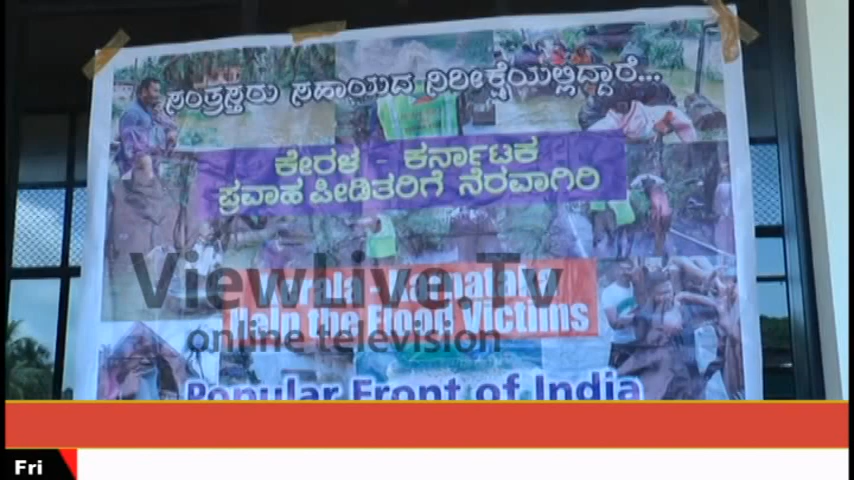 ಸಂತ್ರಸ್ತರು ಸಹಾಯದ ನಿರೀಕ್ಷೆಯಲ್ಲಿದ್ದಾರೆ...
ಕೇರಳ - ಕರ್ನಾಟಕ
ಪ್ರವಾಹ ಪೀಡಿತರಿಗೆ ನೆರವಾಗಿರಿ
ViewLive.Tv
Karnataka
online television
Help the Flood Victims
Popular Front of India
Fri